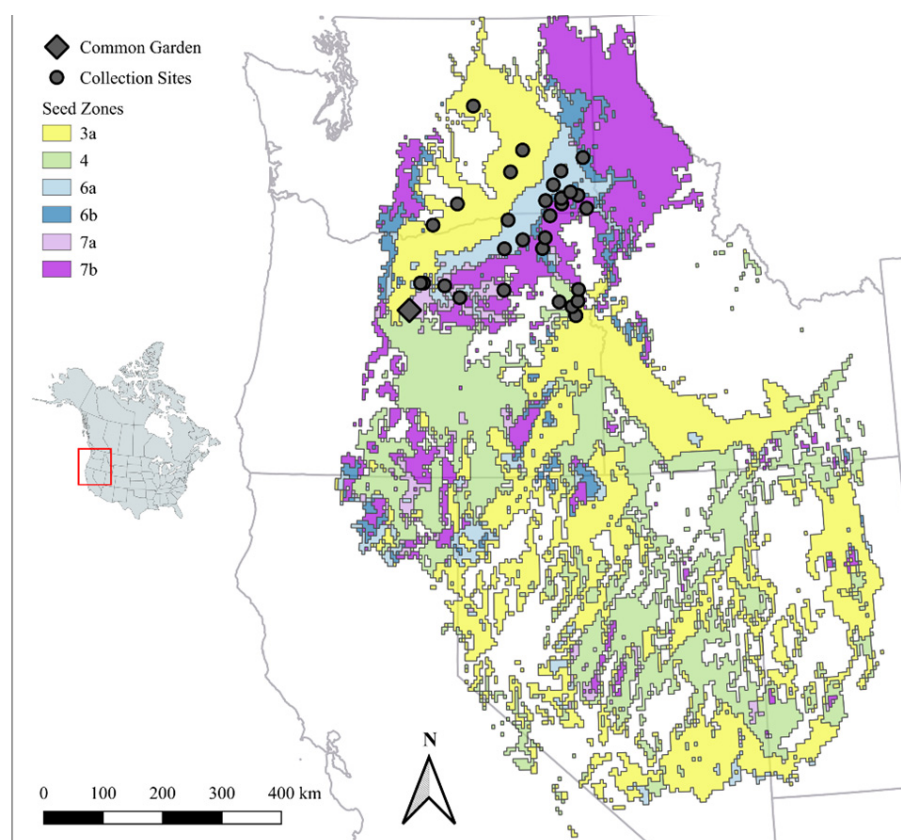 Common Garden
Collection Sites
Seed Zones
3a
4
6a
6b
7a
7b
N
0 100 200 300 400 km